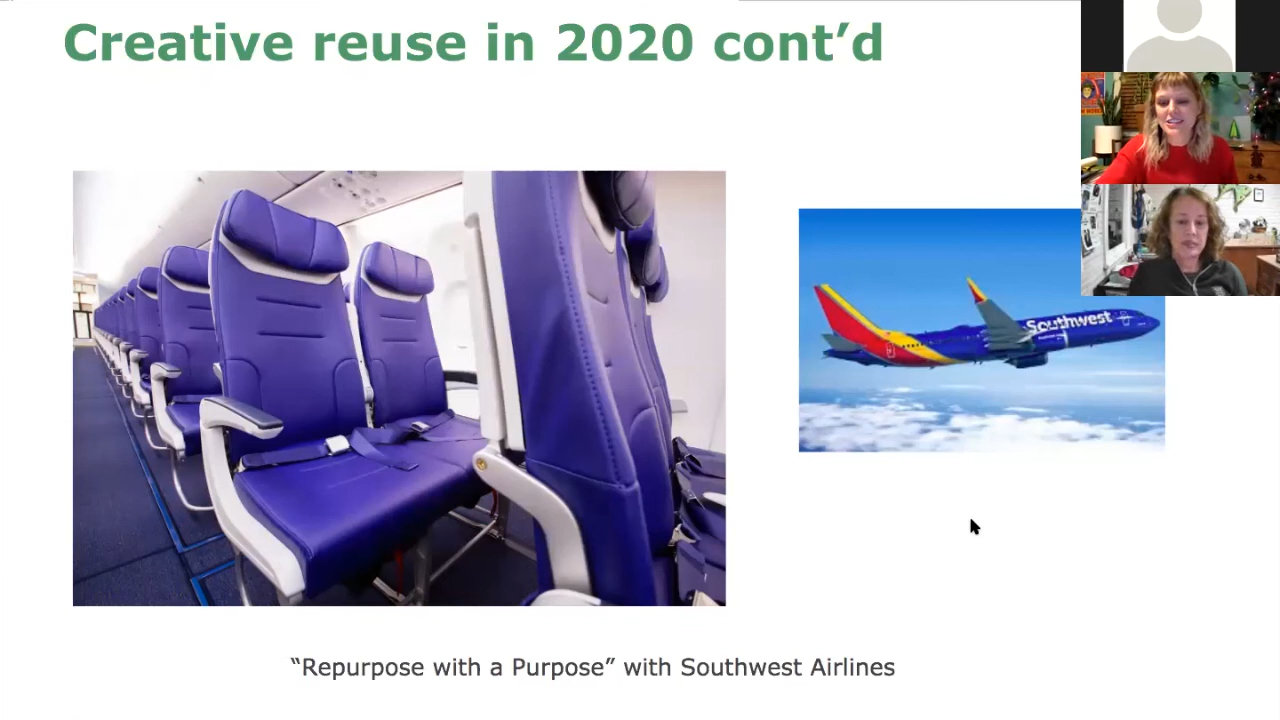 Creative reuse in 2020 cont’d
Southwest
“Repurpose with a Purpose” with Southwest Airlines